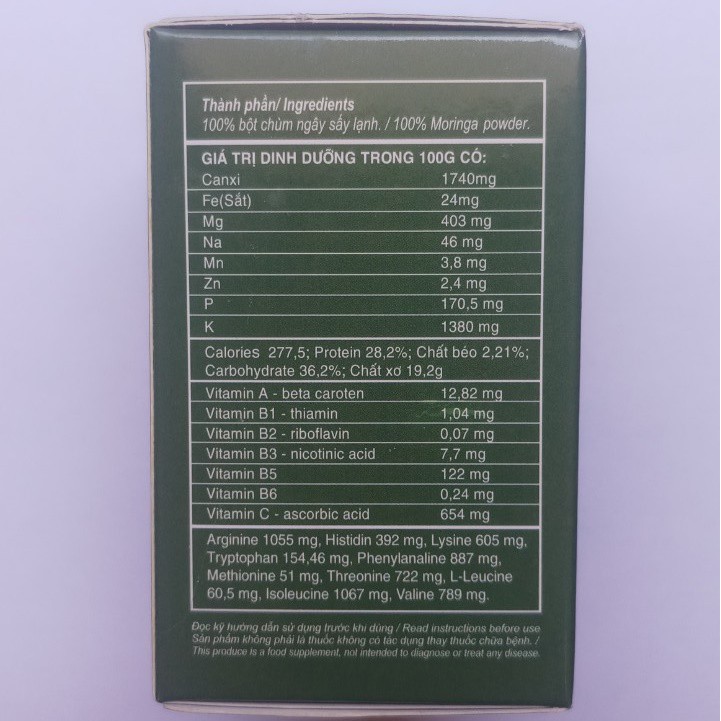 Thành phần/ Ingredients
100% bột chùm ngây sấy lạnh. / 100% Moringa powder.
GIÁ TRỊ DINH DƯỠNG TRONG 100G CÓ:
Canxi 1740mg
Fe(Sắt) 24mg
Mg 403 mg
Na 46 mg
Mn 3,8 mg
Zn 2,4 mg
P 170,5 mg
K 1380 mg
Calories 277,5; Protein 28,2%; Chất béo 2,21%;
Carbohydrate 36,2%; Chất xơ 19,2g
Vitamin A - beta caroten 12,82 mg
Vitamin B1 - thiamin 1,04 mg
Vitamin B2 - riboflavin 0,07 mg
Vitamin B3 - nicotinic acid 7,7 mg
Vitamin B5 122 mg
Vitamin B6 0,24 mg
Vitamin C - ascorbic acid 654 mg
Arginine 1055 mg, Histidin 392 mg, Lysine 605 mg,
Tryptophan 154,46 mg, Phenylanaline 887 mg,
Methionine 51 mg, Threonine 722 mg, L-Leucine
60,5 mg, Isoleucine 1067 mg, Valine 789 mg.
Đọc kỹ hướng dẫn sử dụng trước khi dùng / Read instructions before use
Sản phẩm không phải là thuốc không có tác dụng thay thuốc chữa bệnh. /
This produce is a food supplement, not intended to diagnose or treat any disease.